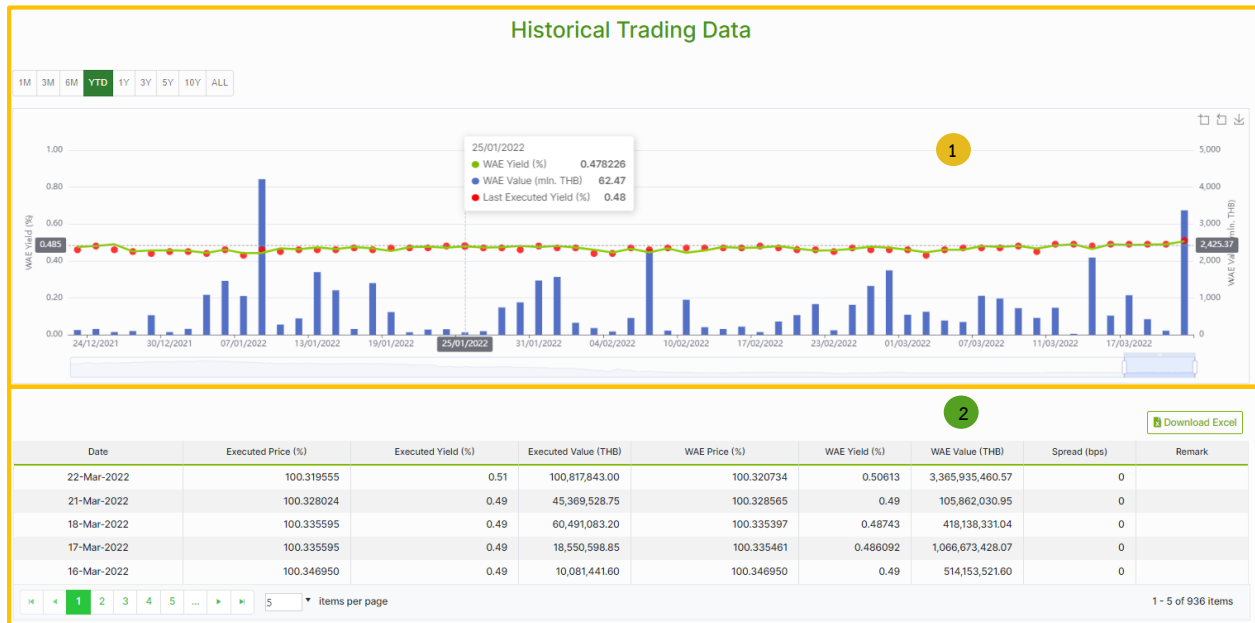 Historical Trading Data
1M 3M 6M YTD 1Y 3Y 5Y 10Y ALL
1
25/01/2022
WAE Yield (%) 0.478226
WAE Value (mln. THB) 62.47
Last Executed Yield (%) 0.48
1.00 5,000
0.80 4,000
0.60 3,000
0.485 2,425.37
0.40 2,000
0.20 1,000
0.00 0
WAE Yield (%)
WAE Va
mln. THB)
24/12/2021 30/12/2021 07/01/2022 13/01/2022 19/01/2022 25/01/2022 31/01/2022 04/02/2022 10/02/2022 17/02/2022 23/02/2022 01/03/2022 07/03/2022 11/03/2022 17/03/2022
2
Download Excel
Date Executed Price (%) Executed Yield (%) Executed Value (THB) WAE Price (%) WAE Yield (%) WAE Value (THB) Spread (bps) Remark
22-Mar-2022 100.319555 0.51 100,817,843.00 100.320734 0.50613 3,365,935,460.57 0
21-Mar-2022 100.328024 0.49 45,369,528.75 100.328565 0.49 105,862,030.95 0
18-Mar-2022 100.335595 0.49 60,491,083.20 100.335397 0.48743 418,138,331.04 0
17-Mar-2022 100.335595 0.49 18,550,598.85 100.335461 0.486092 1,066,673,428.07 0
16-Mar-2022 100.346950 0.49 10,081,441.60 100.346950 0.49 514,153,521.60 0
1 2 3 4 5 ... 5 items per page 1 - 5 of 936 items